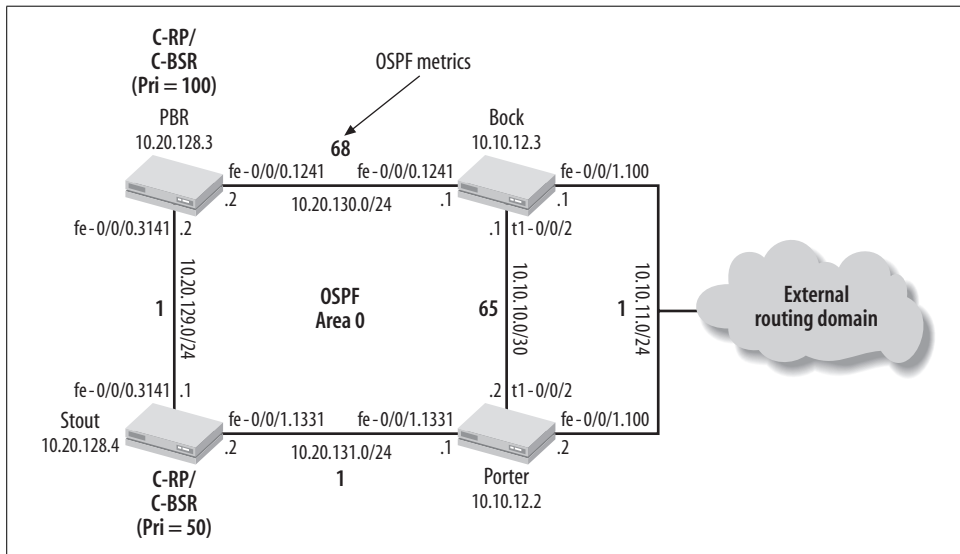 C-RP/
C-BSR
(Pri = 100)
OSPF metrics
PBR
10.20.128.3
Bock
10.10.12.3
68
fe-0/0/0.1241
fe-0/0/0.1241
fe-0/0/1.100
.2
10.20.130.0/24
.1
.1
fe-0/0/0.3141
.2
.1
t1-0/0/2
10.20.129.0/24
1
OSPF
Area 0
65
10.10.10.0/30
1
10.10.11.0/24
External
routing domain
fe-0/0/0.3141
.1
.2
t1-0/0/2
Stout
10.20.128.4
fe-0/0/1.1331
fe-0/0/1.1331
fe-0/0/1.100
.2
10.20.131.0/24
.1
.2
1
C-RP/
C-BSR
(Pri = 50)
Porter
10.10.12.2